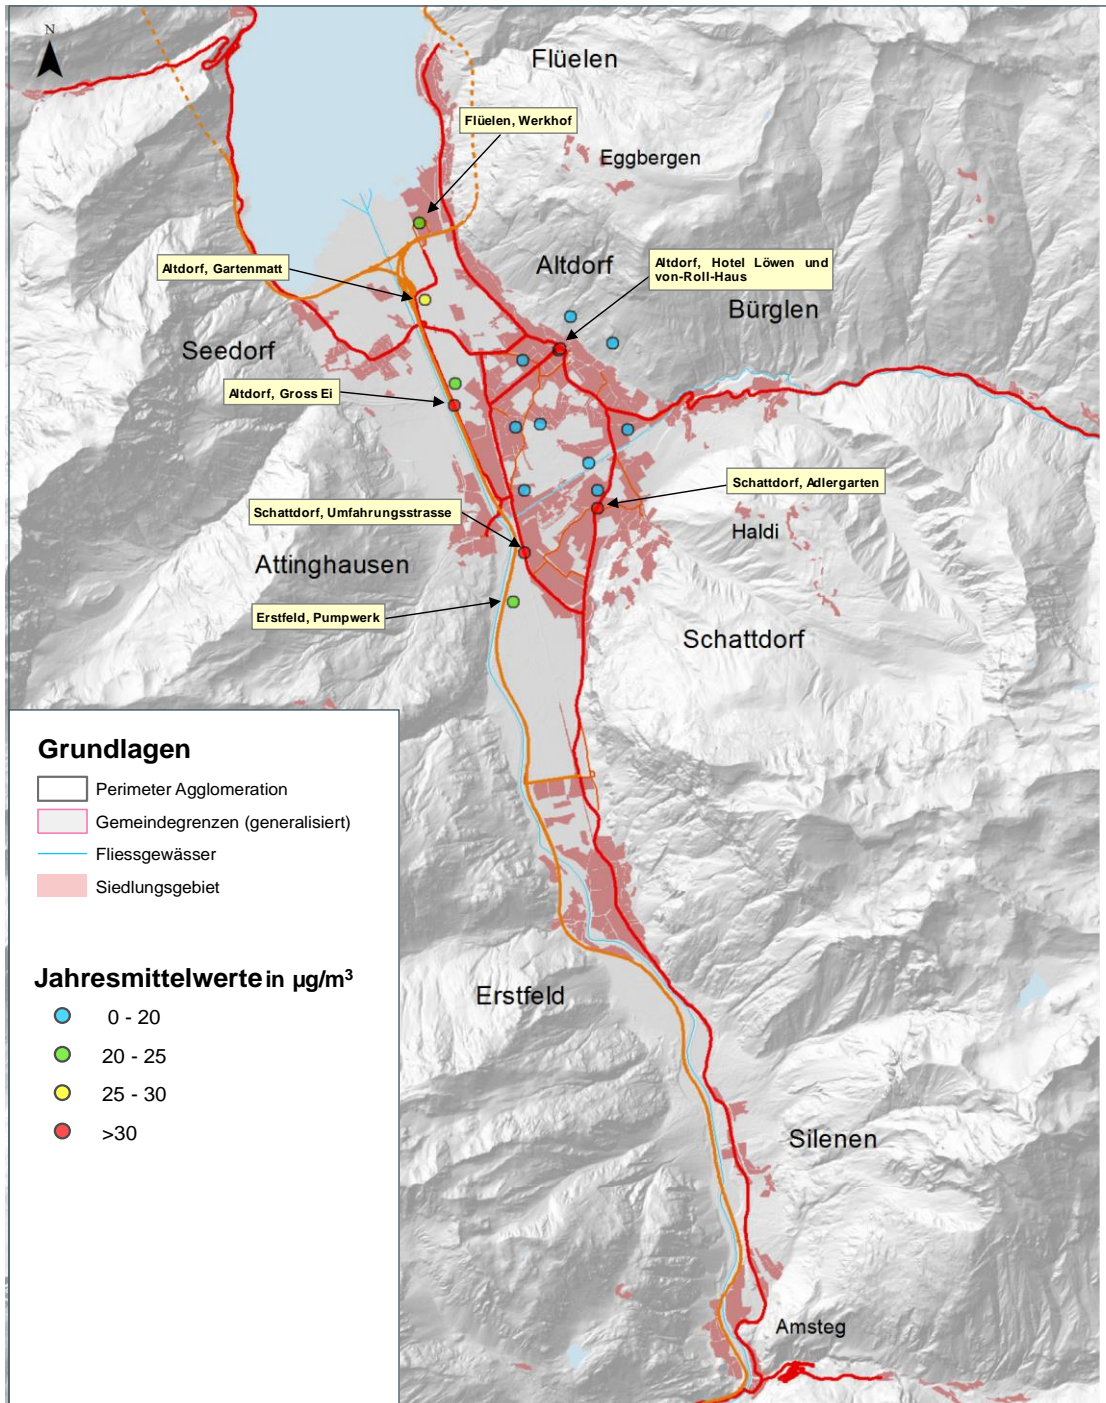 N
Flüelen
Flüelen, Werkhof
Eggbergen
Altdorf, Hotel Löwen und
von-Roll-Haus
Altdorf
Altdorf, Gartenmatt
Bürglen
Seedorf
Altdorf, Gross Ei
Schattdorf, Adlergarten
Schattdorf, Umfahrungsstrasse
Haldi
Attinghausen
Erstfeld, Pumpwerk
Schattdorf
Grundlagen
Perimeter Agglomeration
Gemeindegrenzen (generalisiert)
Fliessgewässer
Siedlungsgebiet
Jahresmittelwerte in µg/m³
0 - 20
20 - 25
25 - 30
>30
Erstfeld
Silenen
Amsteg